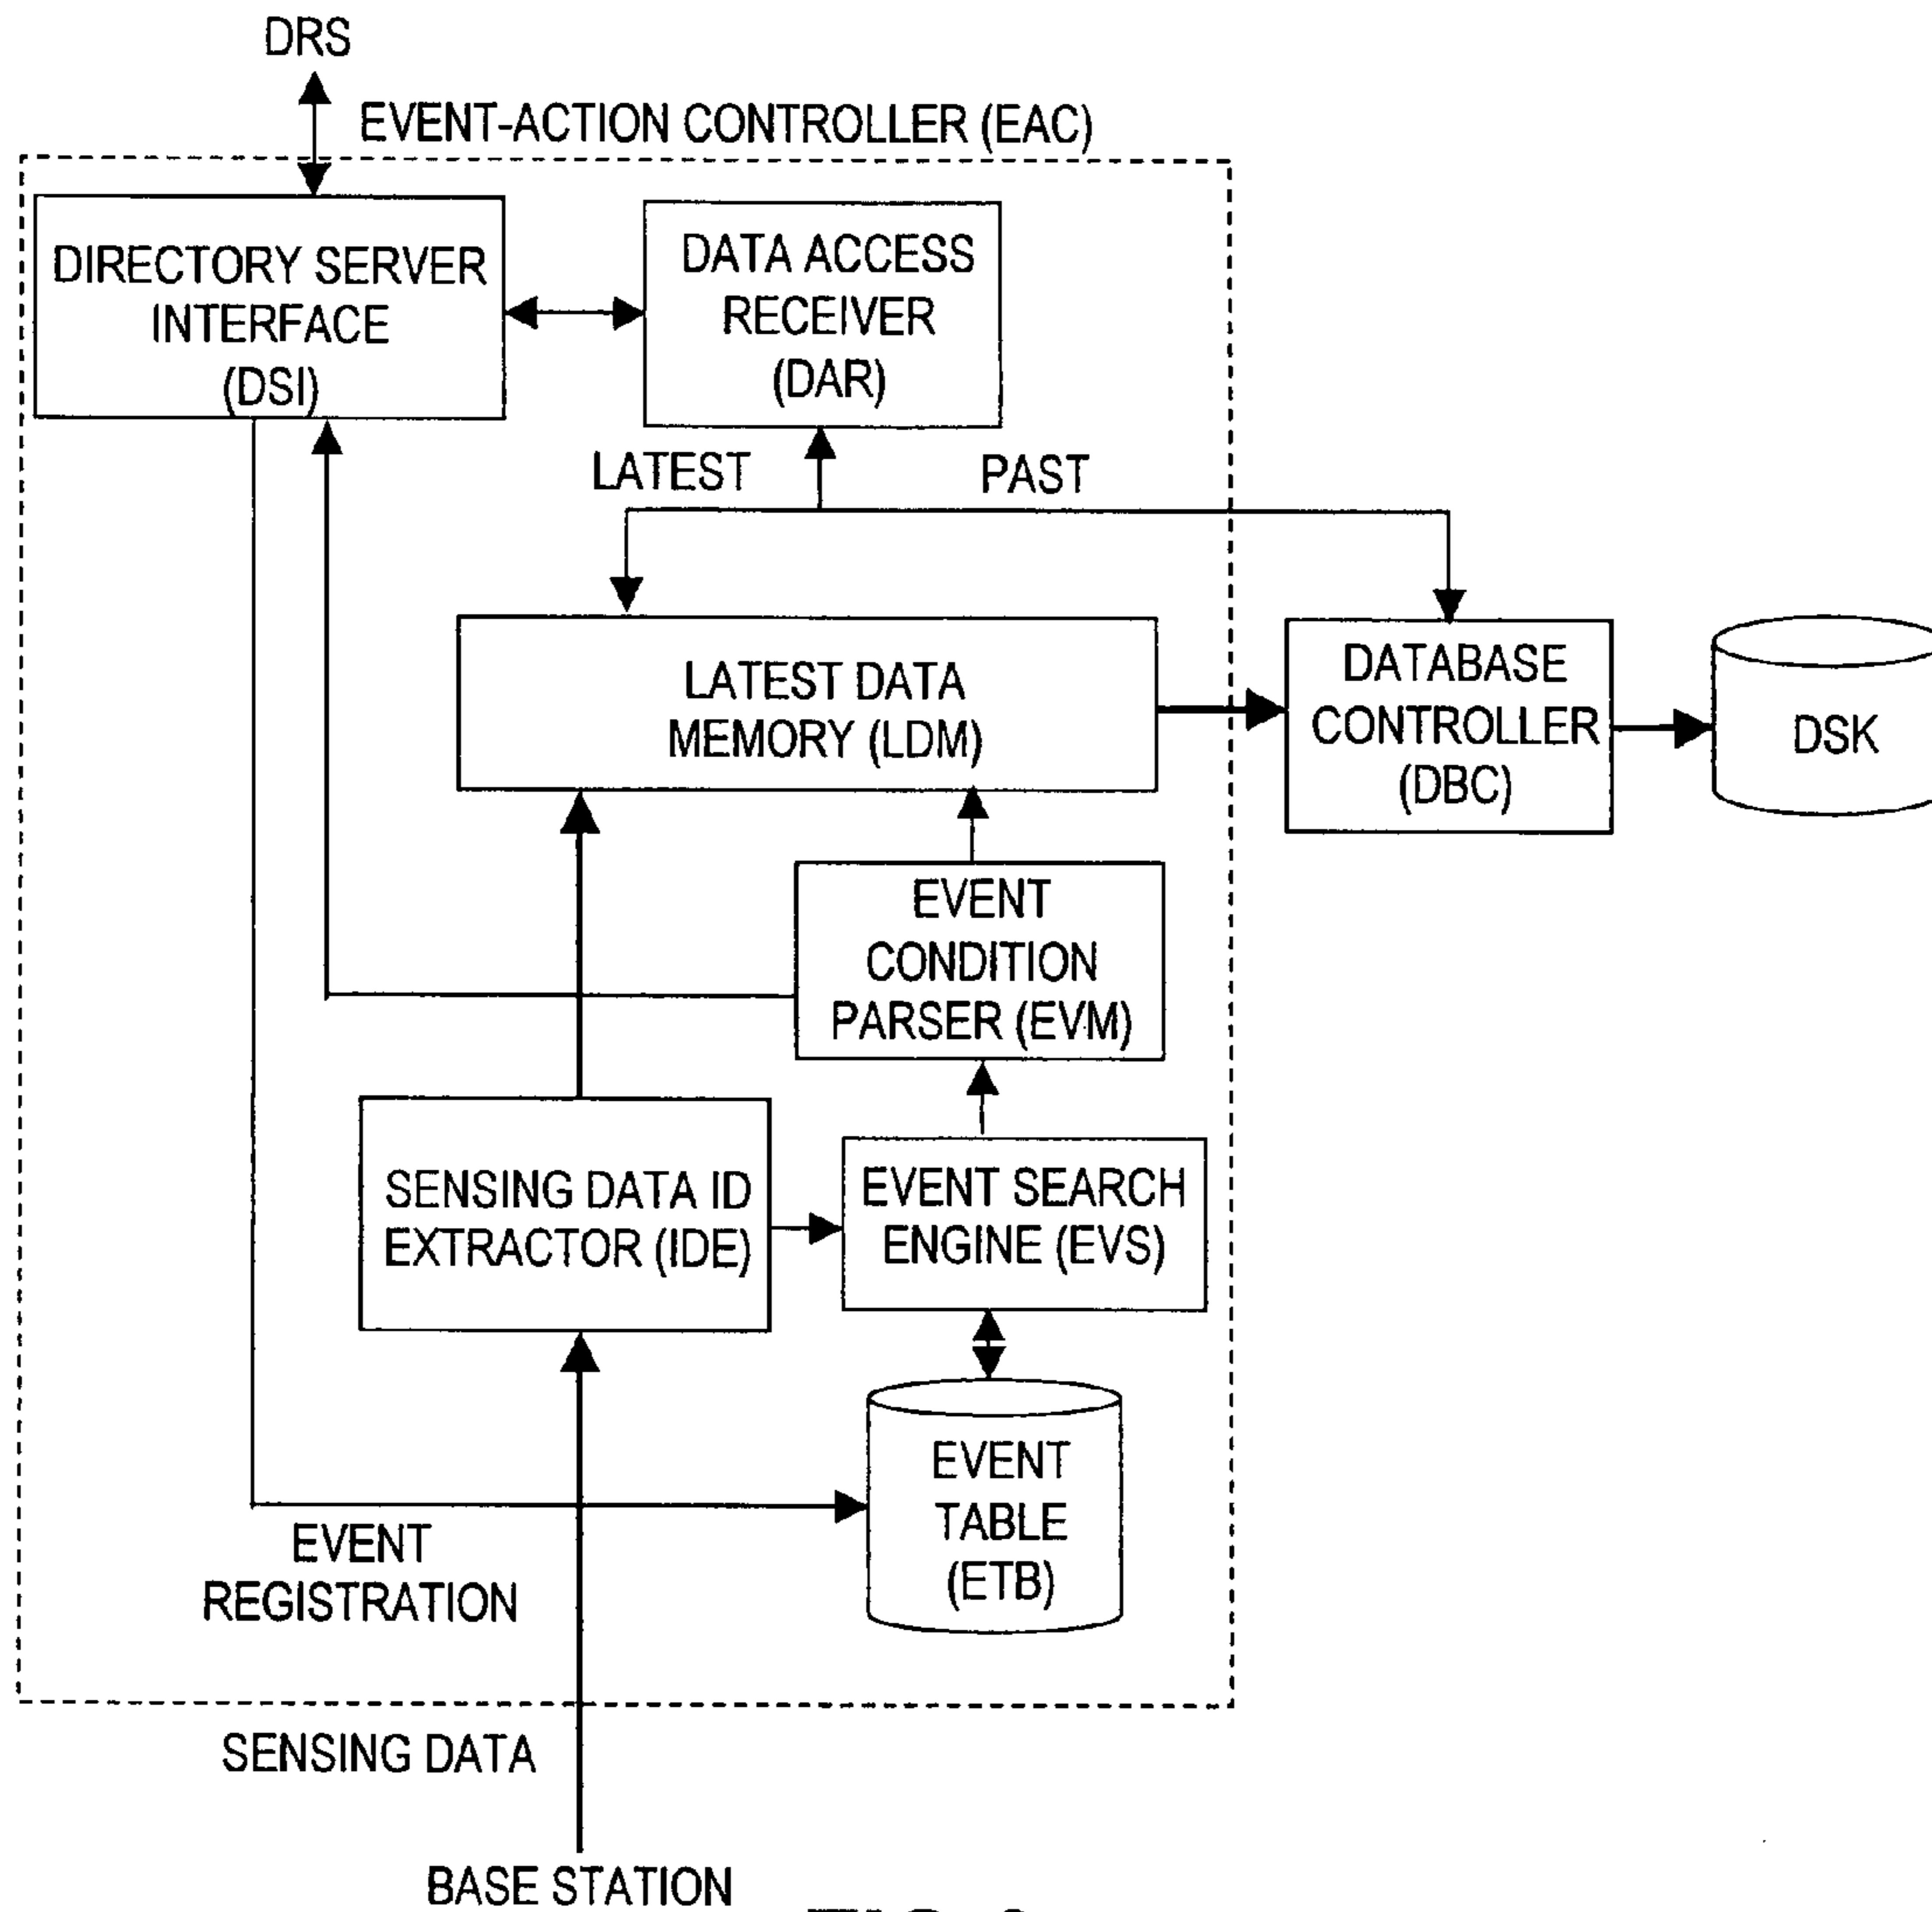 DRS
EVENT-ACTION CONTROLLER (EAC)
DIRECTORY SERVER
INTERFACE
(DSI)
DATA ACCESS
RECEIVER
(DAR)
LATEST
PAST
LATEST DATA
MEMORY (LDM)
DATABASE
CONTROLLER
(DBC)
DSK
EVENT
CONDITION
PARSER (EVM)
SENSING DATA ID
EXTRACTOR (IDE)
EVENT SEARCH
ENGINE (EVS)
EVENT
TABLE
(ETB)
EVENT
REGISTRATION
SENSING DATA
BASE STATION